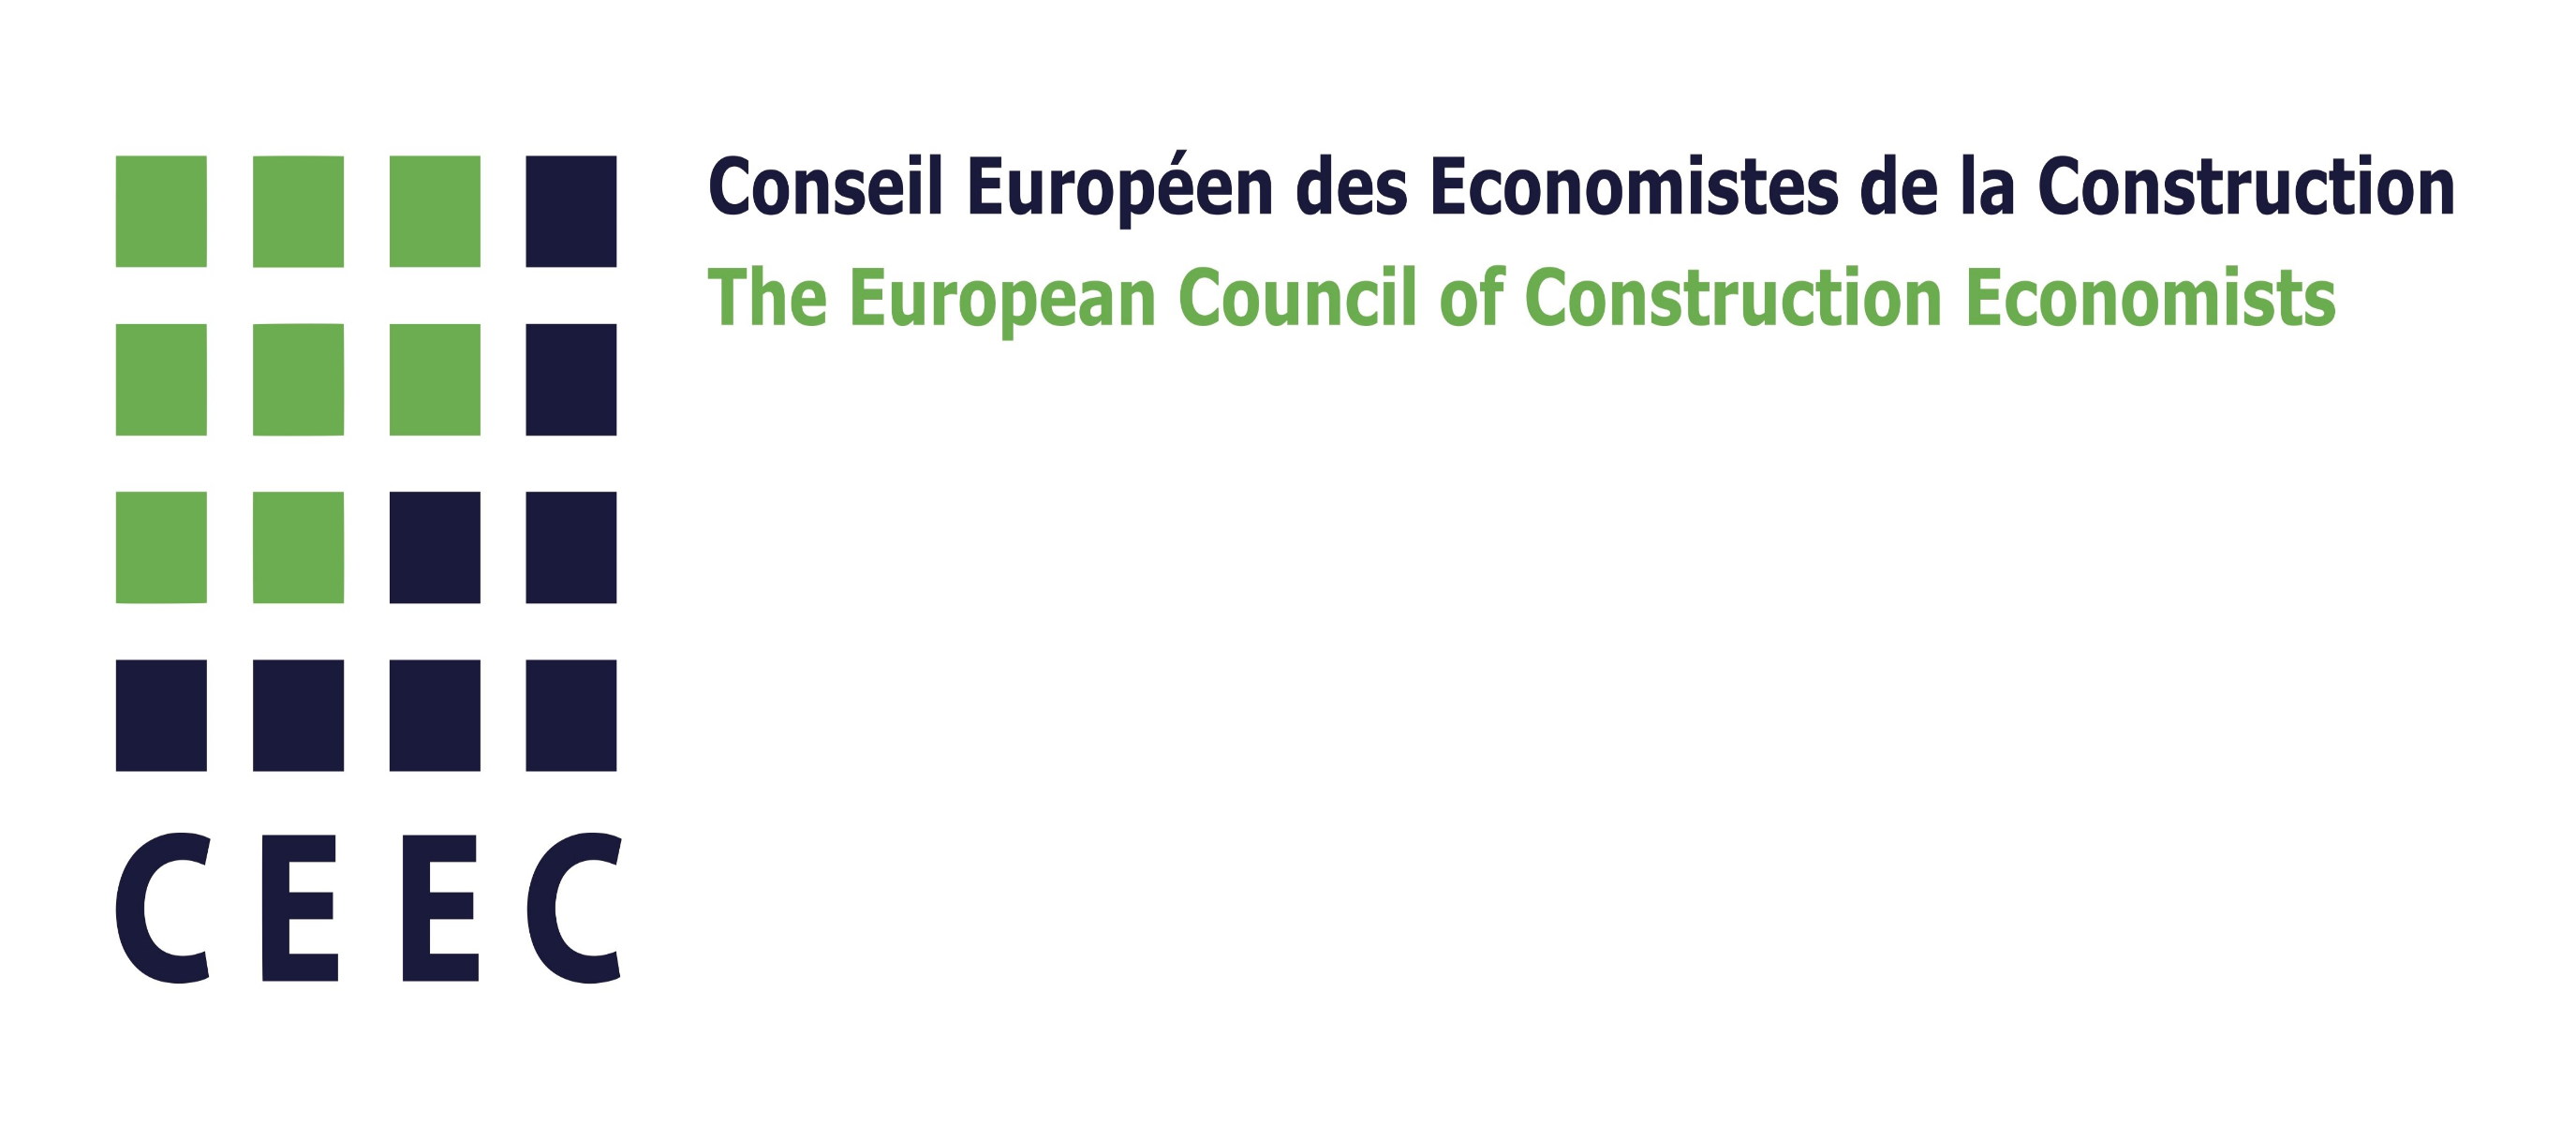 Conseil Européen des Economistes de la Construction
The European Council of Construction Economists
CEEC